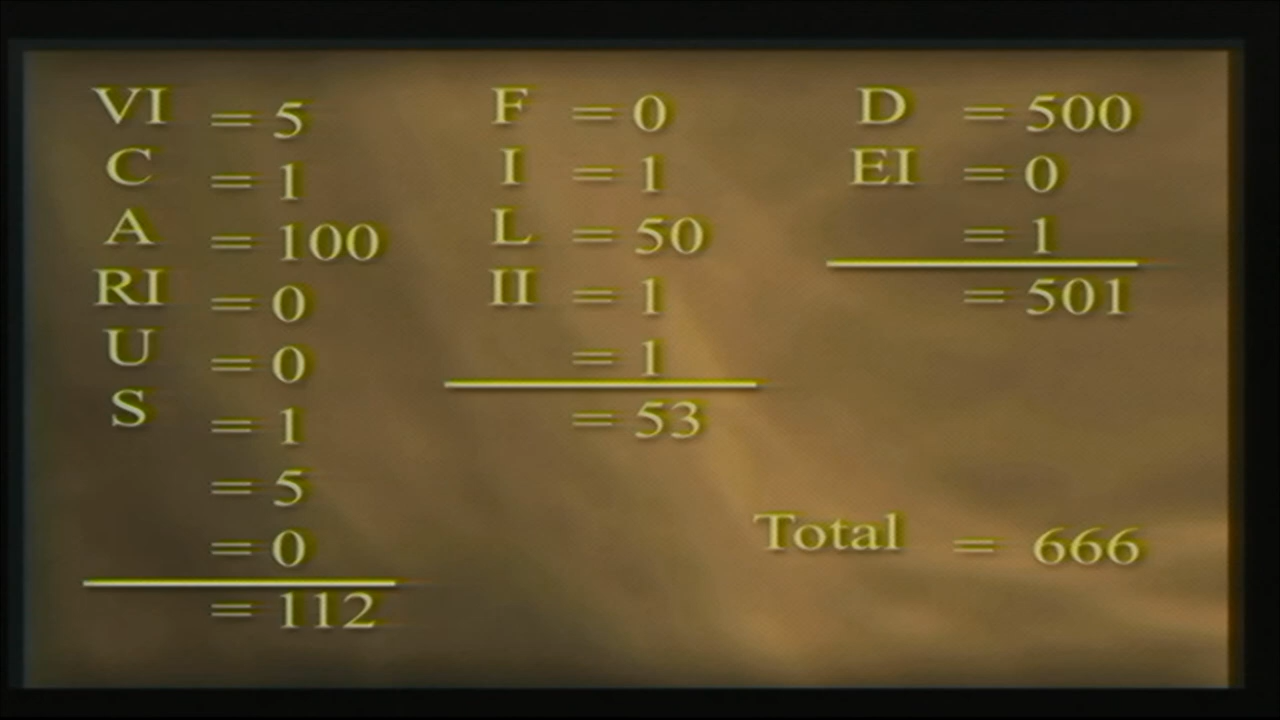 VI = 5
C = 1
A = 100
RI = 0
U = 0
S = 1
= 5
= 0
= 112
F = 0
I = 1
L = 50
II = 1
= 1
= 53
D = 500
EI = 0
= 1
= 501
Total = 666